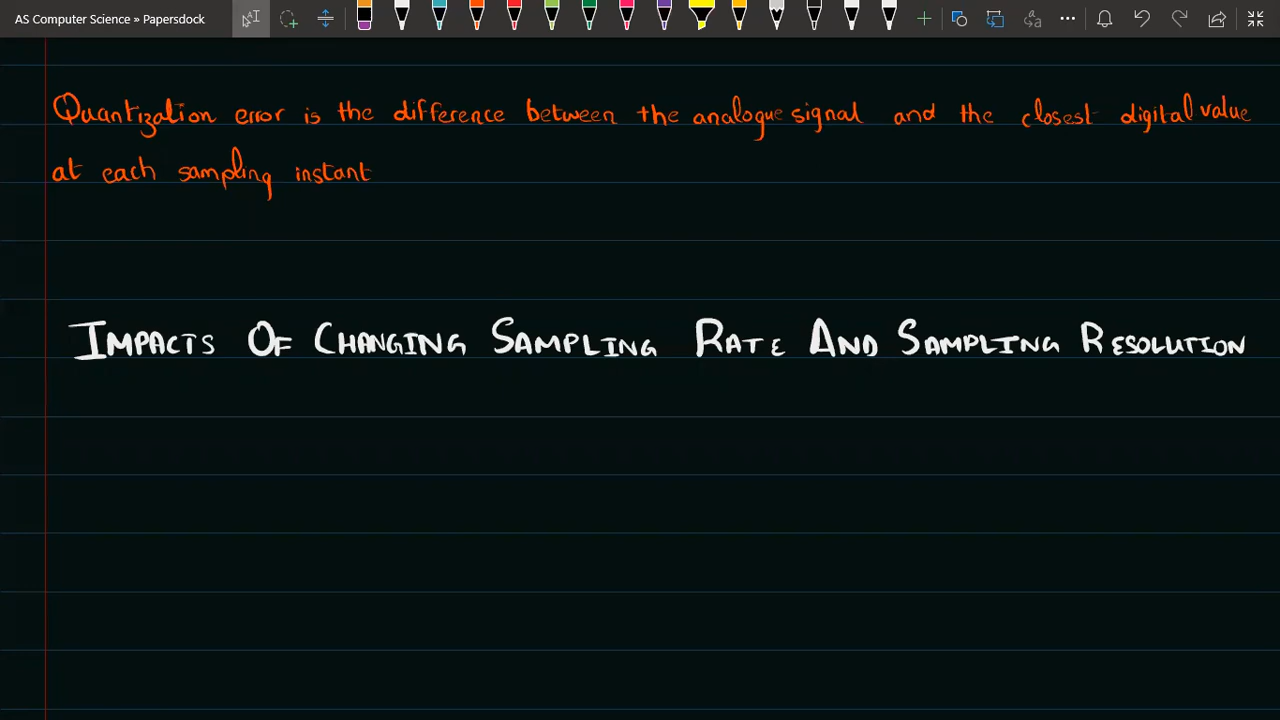 AS Computer Science » Papersdock
Quantization error is the difference between the analogue signal and the closest digital value
at each sampling instant
IMPACTS OF CHANGING SAMPLING RATE AND SAMPLING RESOLUTION